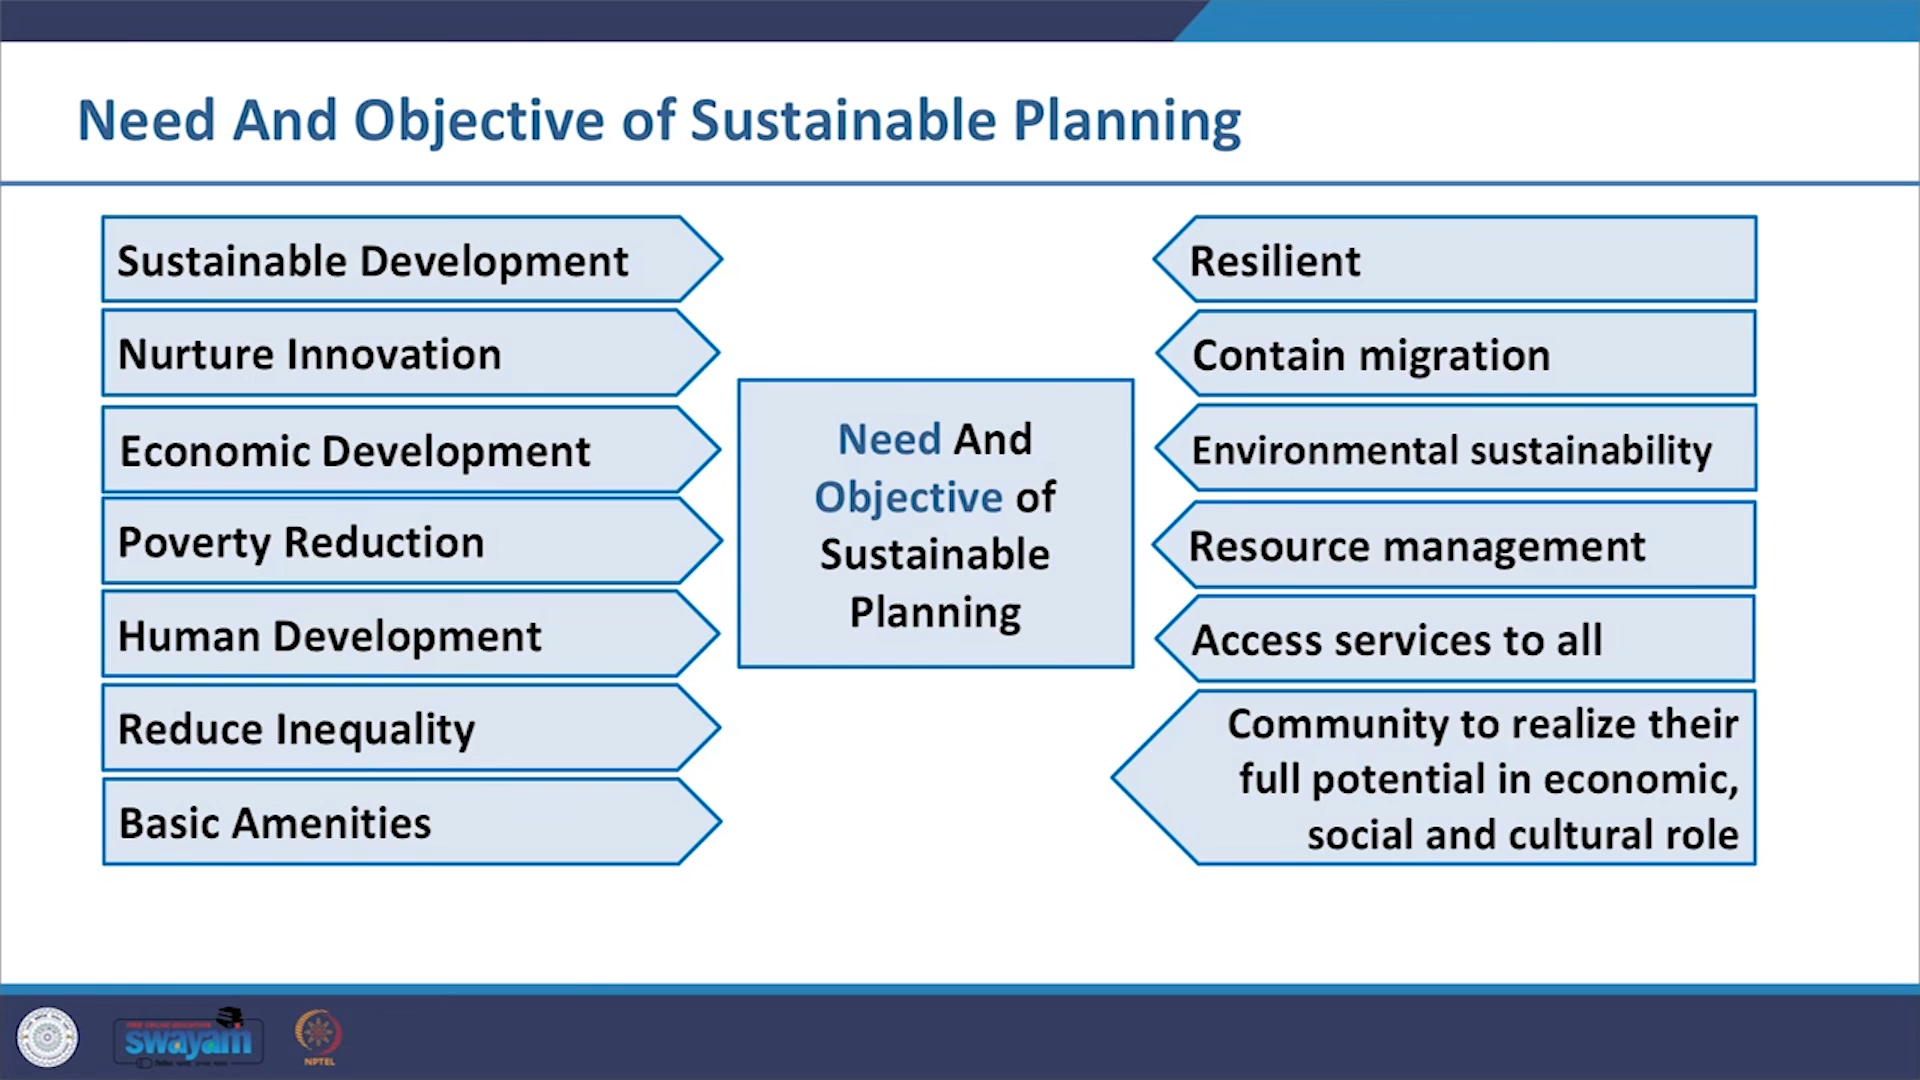 Need And Objective of Sustainable Planning
Sustainable Development
Nurture Innovation
Economic Development
Poverty Reduction
Human Development
Reduce Inequality
Basic Amenities
Need And
Objective of
Sustainable
Planning
Resilient
Contain migration
Environmental sustainability
Resource management
Access services to all
Community to realize their
full potential in economic,
social and cultural role
swayam
NPTEL